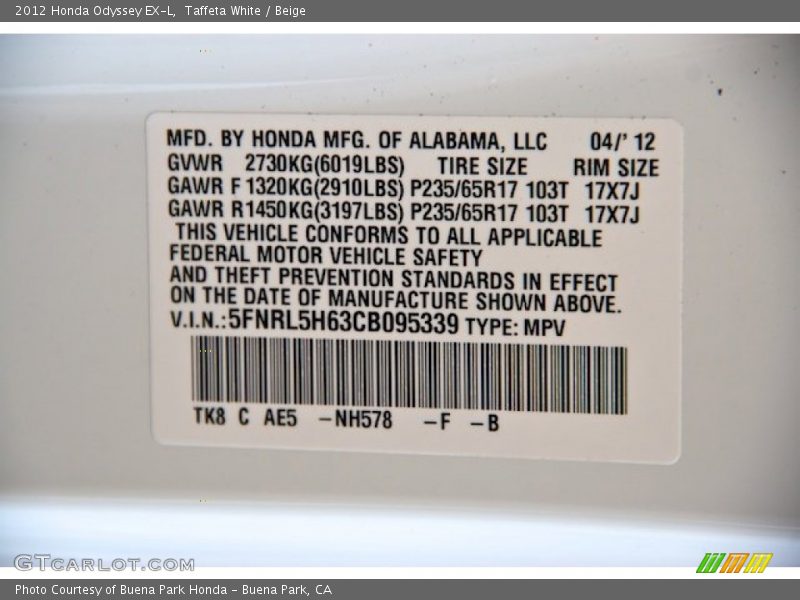 2012 Honda Odyssey EX-L, Taffeta White / Beige
MFD. BY HONDA MFG. OF ALABAMA, LLC 04/' 12
GVWR 2730KG(6019LBS) TIRE SIZE RIM SIZE
GAWR F 1320KG(2910LBS) P235/65R17 103T 17X7J
GAWR R1450KG(3197LBS) P235/65R17 103T 17X7J
THIS VEHICLE CONFORMS TO ALL APPLICABLE
FEDERAL MOTOR VEHICLE SAFETY
AND THEFT PREVENTION STANDARDS IN EFFECT
ON THE DATE OF MANUFACTURE SHOWN ABOVE.
V.I.N.:5FNRL5H63CB095339 TYPE: MPV
TK8 C AE5 -NH578 -F -B
GTCARLOT.COM
Photo Courtesy of Buena Park Honda - Buena Park, CA